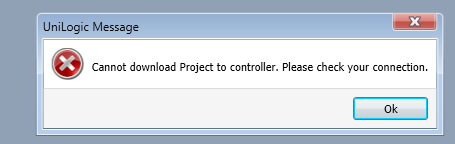 UniLogic Message
Cannot download Project to controller. Please check your connection.
Ok